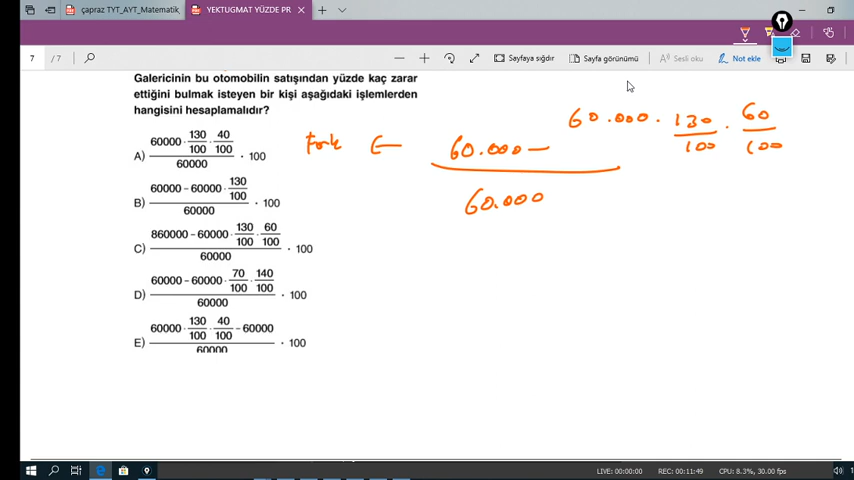 çapraz TYT_AYT_Matematik_
YEKTUGMAT YÜZDE PR
7 /7
Sayfaya sığdır
Sayfa görünümü
Sesli oku
Not ekle
Galericinin bu otomobilin satışından yüzde kaç zarar
ettiğini bulmak isteyen bir kişi aşağıdaki işlemlerden
hangisini hesaplamalıdır?
A) 60000 · 130/100 · 40/100 / 60000 · 100
B) 60000 – 60000 · 130/100 / 60000 · 100
C) 860000 – 60000 · 130/100 · 60/100 / 60000 · 100
D) 60000 – 60000 · 70/100 · 140/100 / 60000 · 100
E) 60000 · 130/100 · 40/100 – 60000 / 60000 · 100
60.000 – 60.000 · 130/100 · 60/100
60.000
LIVE: 00:00:00
REC: 00:11:49
CPU: 8.3%, 30.00 fps